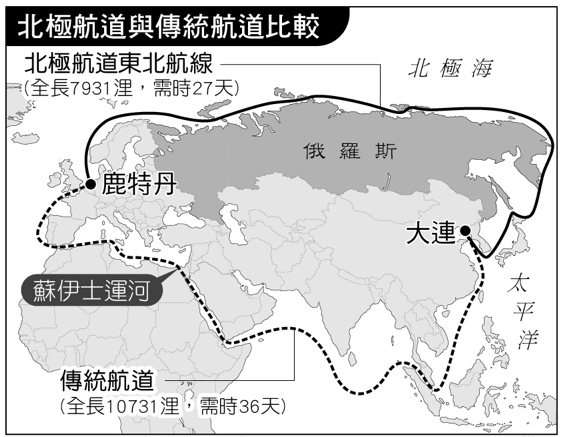 北極航道與傳統航道比較
北極航道東北航線
(全長7931浬，需時27天)
北極海
俄羅斯
鹿特丹
大連
蘇伊士運河
太平洋
傳統航道
(全長10731浬，需時36天)